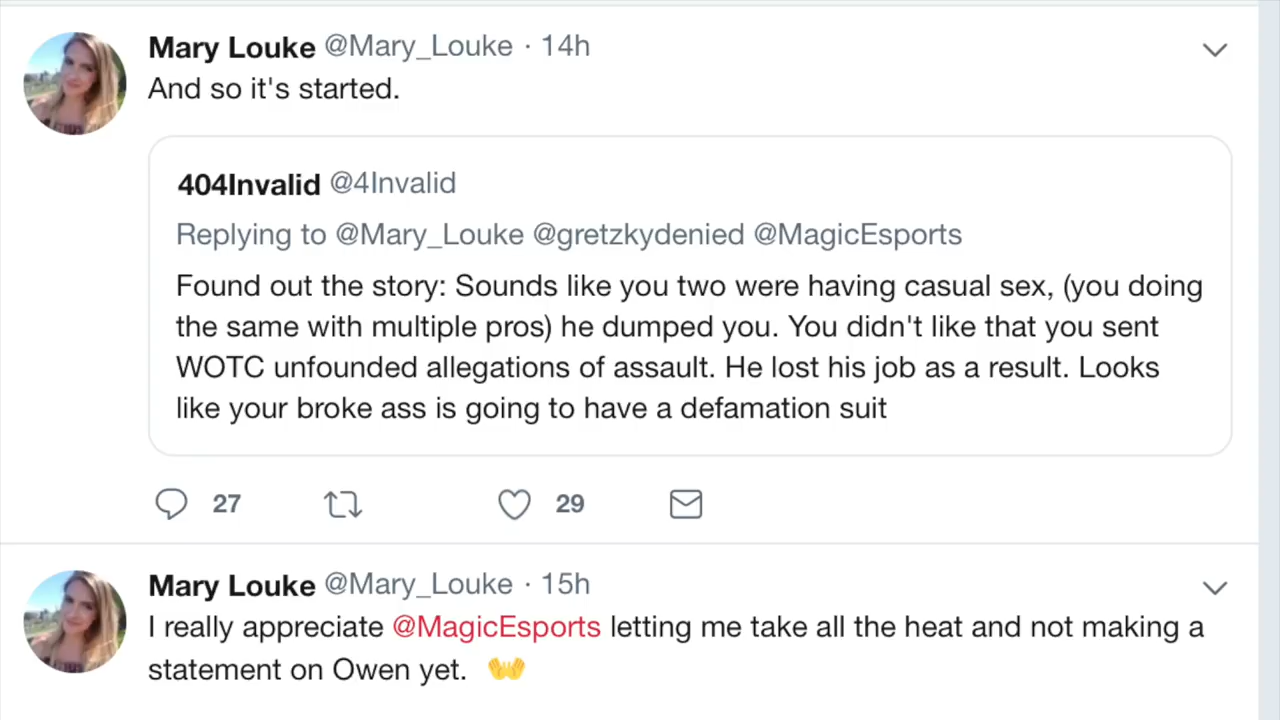 Mary Louke @Mary_Louke · 14h
And so it's started.
404Invalid @4Invalid
Replying to @Mary_Louke @gretzkydenied @MagicEsports
Found out the story: Sounds like you two were having casual sex, (you doing
the same with multiple pros) he dumped you. You didn't like that you sent
WOTC unfounded allegations of assault. He lost his job as a result. Looks
like your broke ass is going to have a defamation suit
27 29
Mary Louke @Mary_Louke · 15h
I really appreciate @MagicEsports letting me take all the heat and not making a
statement on Owen yet. 👐